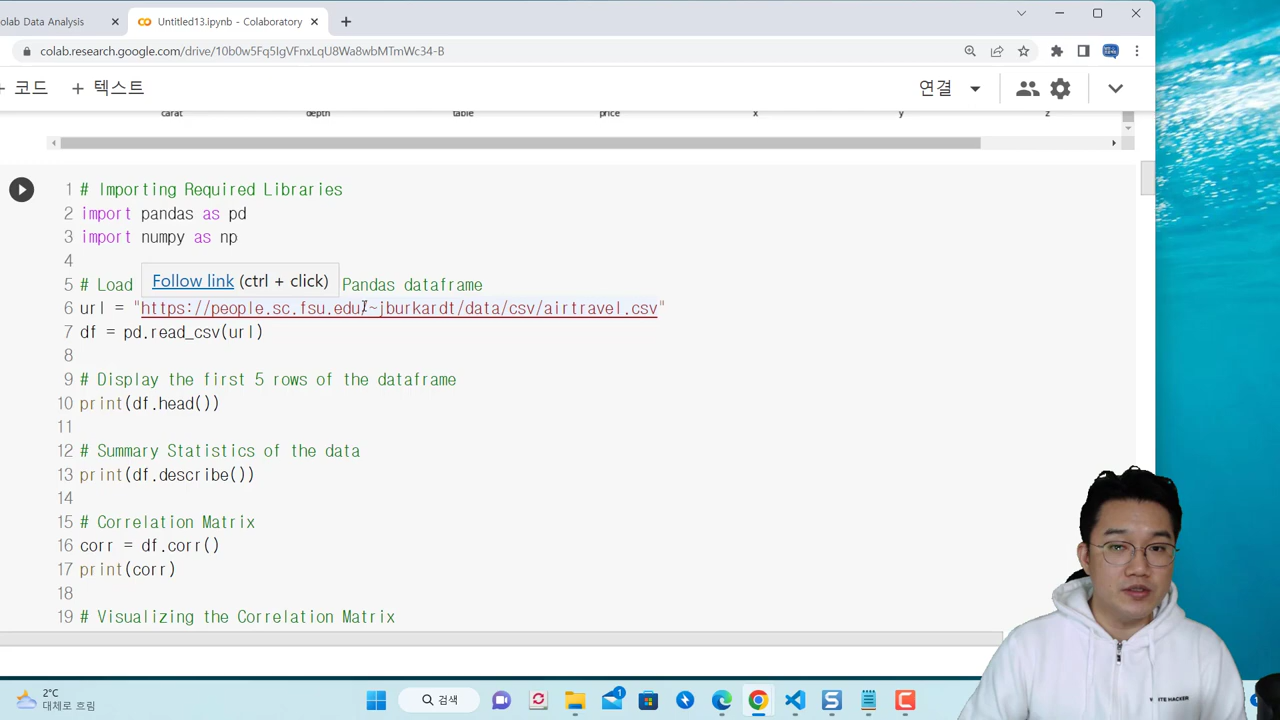 olab Data Analysis
Untitled13.ipynb - Colaboratory
colab.research.google.com/drive/10b0w5Fq5IgVFnxLqU8Wa8wbMTmWc34-B
+ 코드 + 텍스트
연결
carat depth table price x y z
1 # Importing Required Libraries
2 import pandas as pd
3 import numpy as np
4
5 # Load Pandas dataframe
Follow link (ctrl + click)
6 url = "https://people.sc.fsu.edu/~jburkardt/data/csv/airtravel.csv"
7 df = pd.read_csv(url)
8
9 # Display the first 5 rows of the dataframe
10 print(df.head())
11
12 # Summary Statistics of the data
13 print(df.describe())
14
15 # Correlation Matrix
16 corr = df.corr()
17 print(corr)
18
19 # Visualizing the Correlation Matrix
2°C
대체로 흐림
검색
1
WHITE HACKER